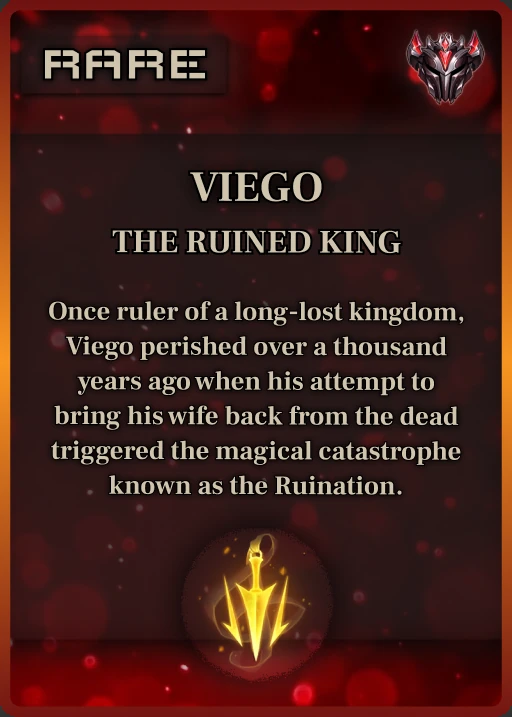 RARE
VIEGO
THE RUINED KING
Once ruler of a long-lost kingdom,
Viego perished over a thousand
years ago when his attempt to
bring his wife back from the dead
triggered the magical catastrophe
known as the Ruination.